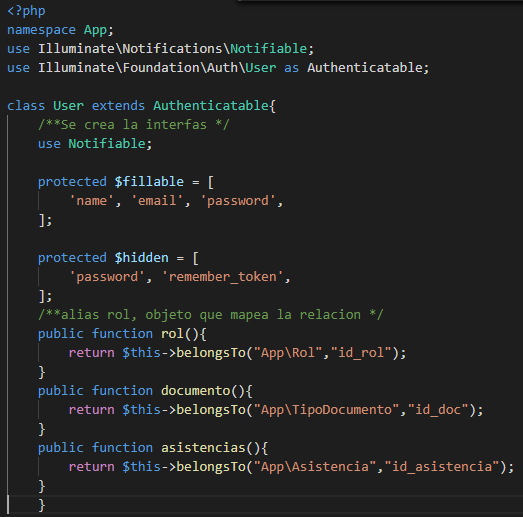 <?php
namespace App;
use Illuminate\Notifications\Notifiable;
use Illuminate\Foundation\Auth\User as Authenticatable;

class User extends Authenticatable{
    /**Se crea la interfas */
    use Notifiable;

    protected $fillable = [
        'name', 'email', 'password',
    ];

    protected $hidden = [
        'password', 'remember_token',
    ];
    /**alias rol, objeto que mapea la relacion */
    public function rol(){
        return $this->belongsTo("App\Rol","id_rol");
    }
    public function documento(){
        return $this->belongsTo("App\TipoDocumento","id_doc");
    }
    public function asistencias(){
        return $this->belongsTo("App\Asistencia","id_asistencia");
    }
    }